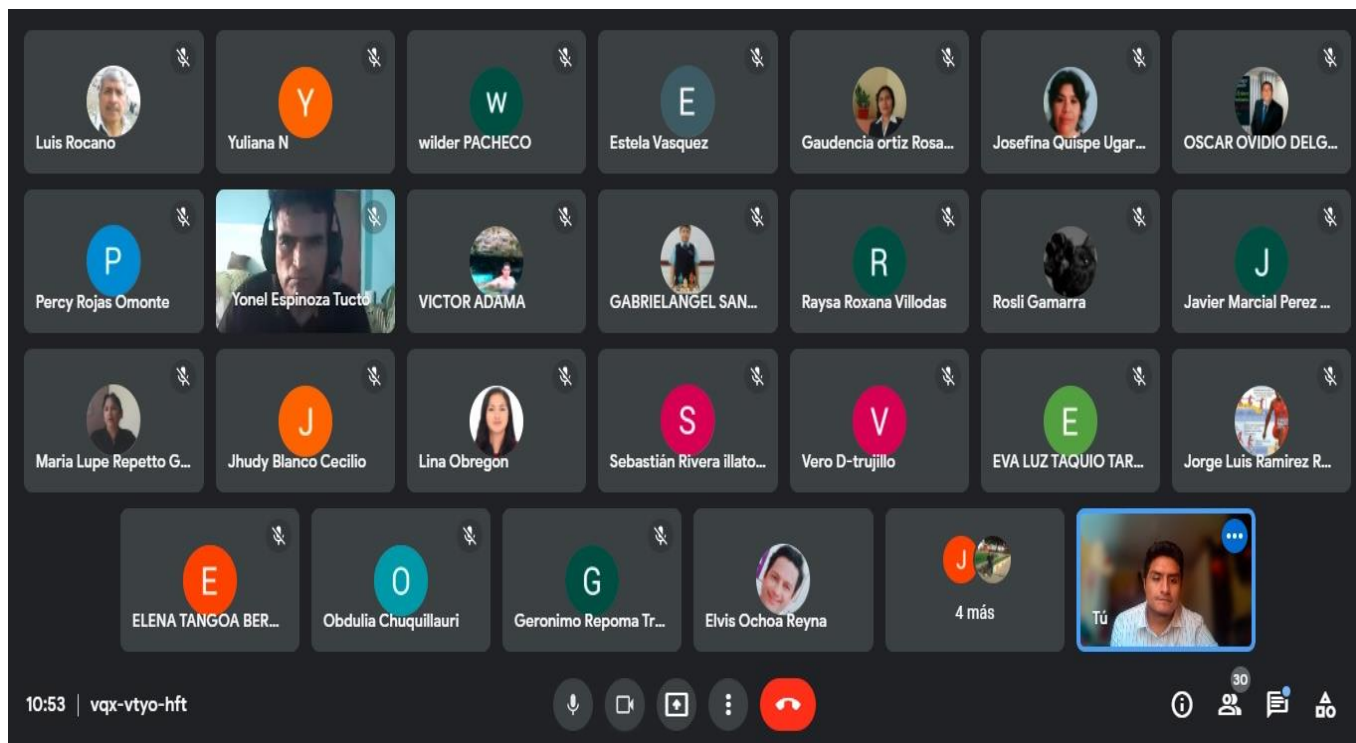 Luis Rocano
Y
Yuliana N
W
wilder PACHECO
E
Estela Vasquez
Gaudencia ortiz Rosa...
Josefina Quispe Ugar...
OSCAR OVIDIO DELG...
P
Percy Rojas Omonte
Yonel Espinoza Tucto
VICTOR ADAMA
GABRIELANGEL SAN...
R
Raysa Roxana Villodas
Rosli Gamarra
J
Javier Marcial Perez ...
Maria Lupe Repetto G...
J
Jhudy Blanco Cecilio
Lina Obregon
S
Sebastián Rivera illato...
V
Vero D-trujillo
E
EVA LUZ TAQUIO TAR...
Jorge Luis Ramirez R...
E
ELENA TANGOA BER...
O
Obdulia Chuquillauri
G
Geronimo Repoma Tr...
Elvis Ochoa Reyna
J
4 más
Tú
10:53 | vqx-vtyo-hft
30